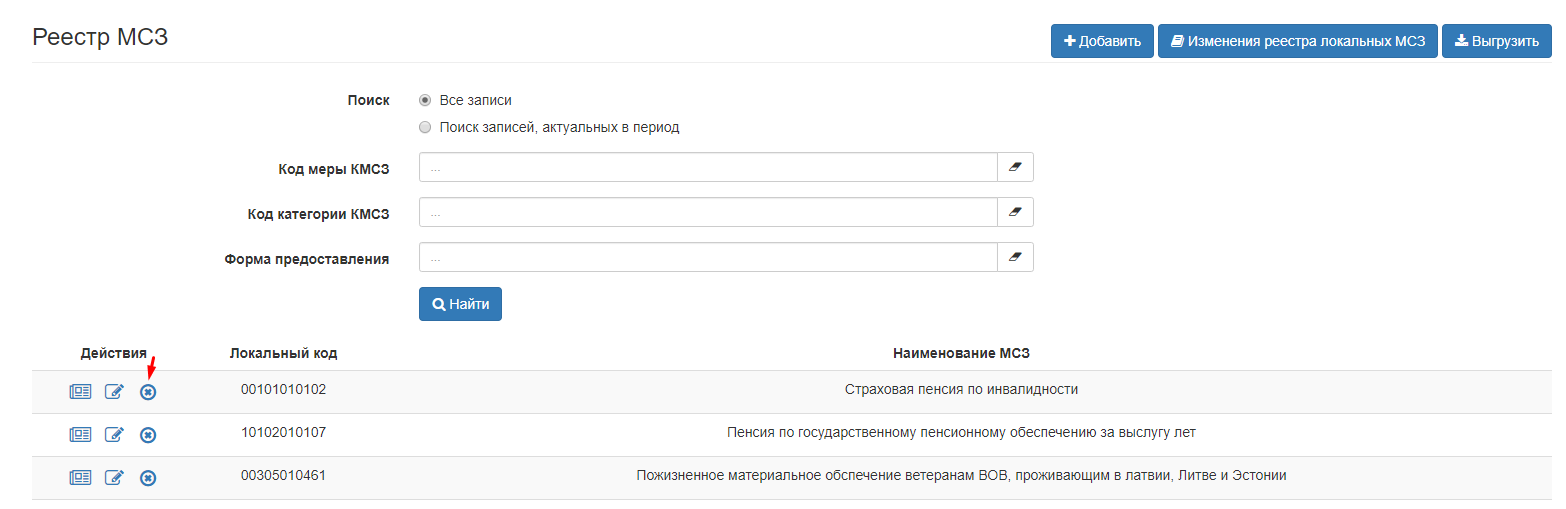 Реестр МСЗ
Добавить
Изменения реестра локальных МСЗ
Выгрузить
Поиск
Все записи
Поиск записей, актуальных в период
Код меры КМСЗ
...
Код категории КМСЗ
...
Форма предоставления
...
Найти
Действия Локальный код Наименование МСЗ
00101010102 Страховая пенсия по инвалидности
10102010107 Пенсия по государственному пенсионному обеспечению за выслугу лет
00305010461 Пожизненное материальное обспечение ветеранам ВОВ, проживающим в латвии, Литве и Эстонии